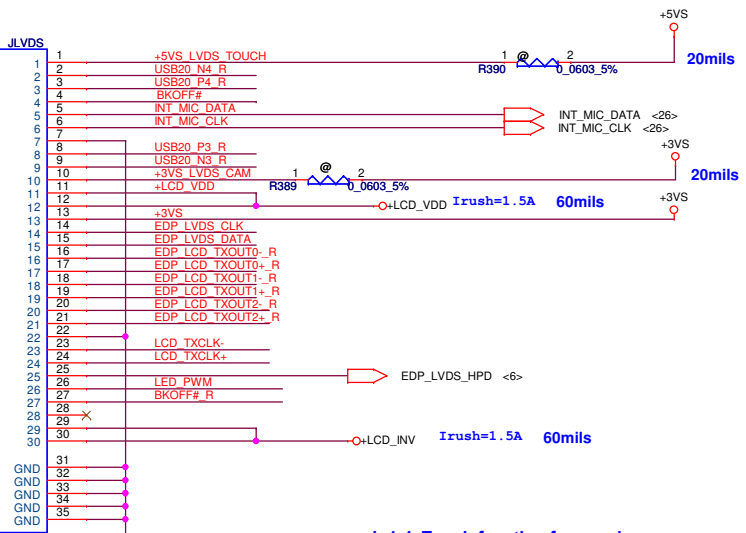 +5VS
JLVDS
1 1 +5VS_LVDS_TOUCH 1 @ 2 20mils
2 2 USB20_N4_R R390 0_0603_5%
3 3 USB20_P4_R
4 4 BKOFF#
5 5 INT_MIC_DATA INT_MIC_DATA <26>
6 6 INT_MIC_CLK INT_MIC_CLK <26>
7 7
+3VS
8 8 USB20_P3_R
9 9 USB20_N3_R
10 10 +3VS_LVDS_CAM 1 @ 2 20mils
11 11 +LCD_VDD R389 0_0603_5%
12 12 +LCD_VDD Irush=1.5A 60mils
+3VS
13 13 +3VS
14 14 EDP_LVDS_CLK
15 15 EDP_LVDS_DATA
16 16 EDP_LCD_TXOUT0-_R
17 17 EDP_LCD_TXOUT0+_R
18 18 EDP_LCD_TXOUT1-_R
19 19 EDP_LCD_TXOUT1+_R
20 20 EDP_LCD_TXOUT2-_R
21 21 EDP_LCD_TXOUT2+_R
22 22
23 23 LCD_TXCLK-
24 24 LCD_TXCLK+
25 25 EDP_LVDS_HPD <6>
26 26 LED_PWM
27 27 BKOFF#_R
28 28
29 29
30 30 +LCD_INV Irush=1.5A 60mils
GND 31
GND 32
GND 33
GND 34
GND 35